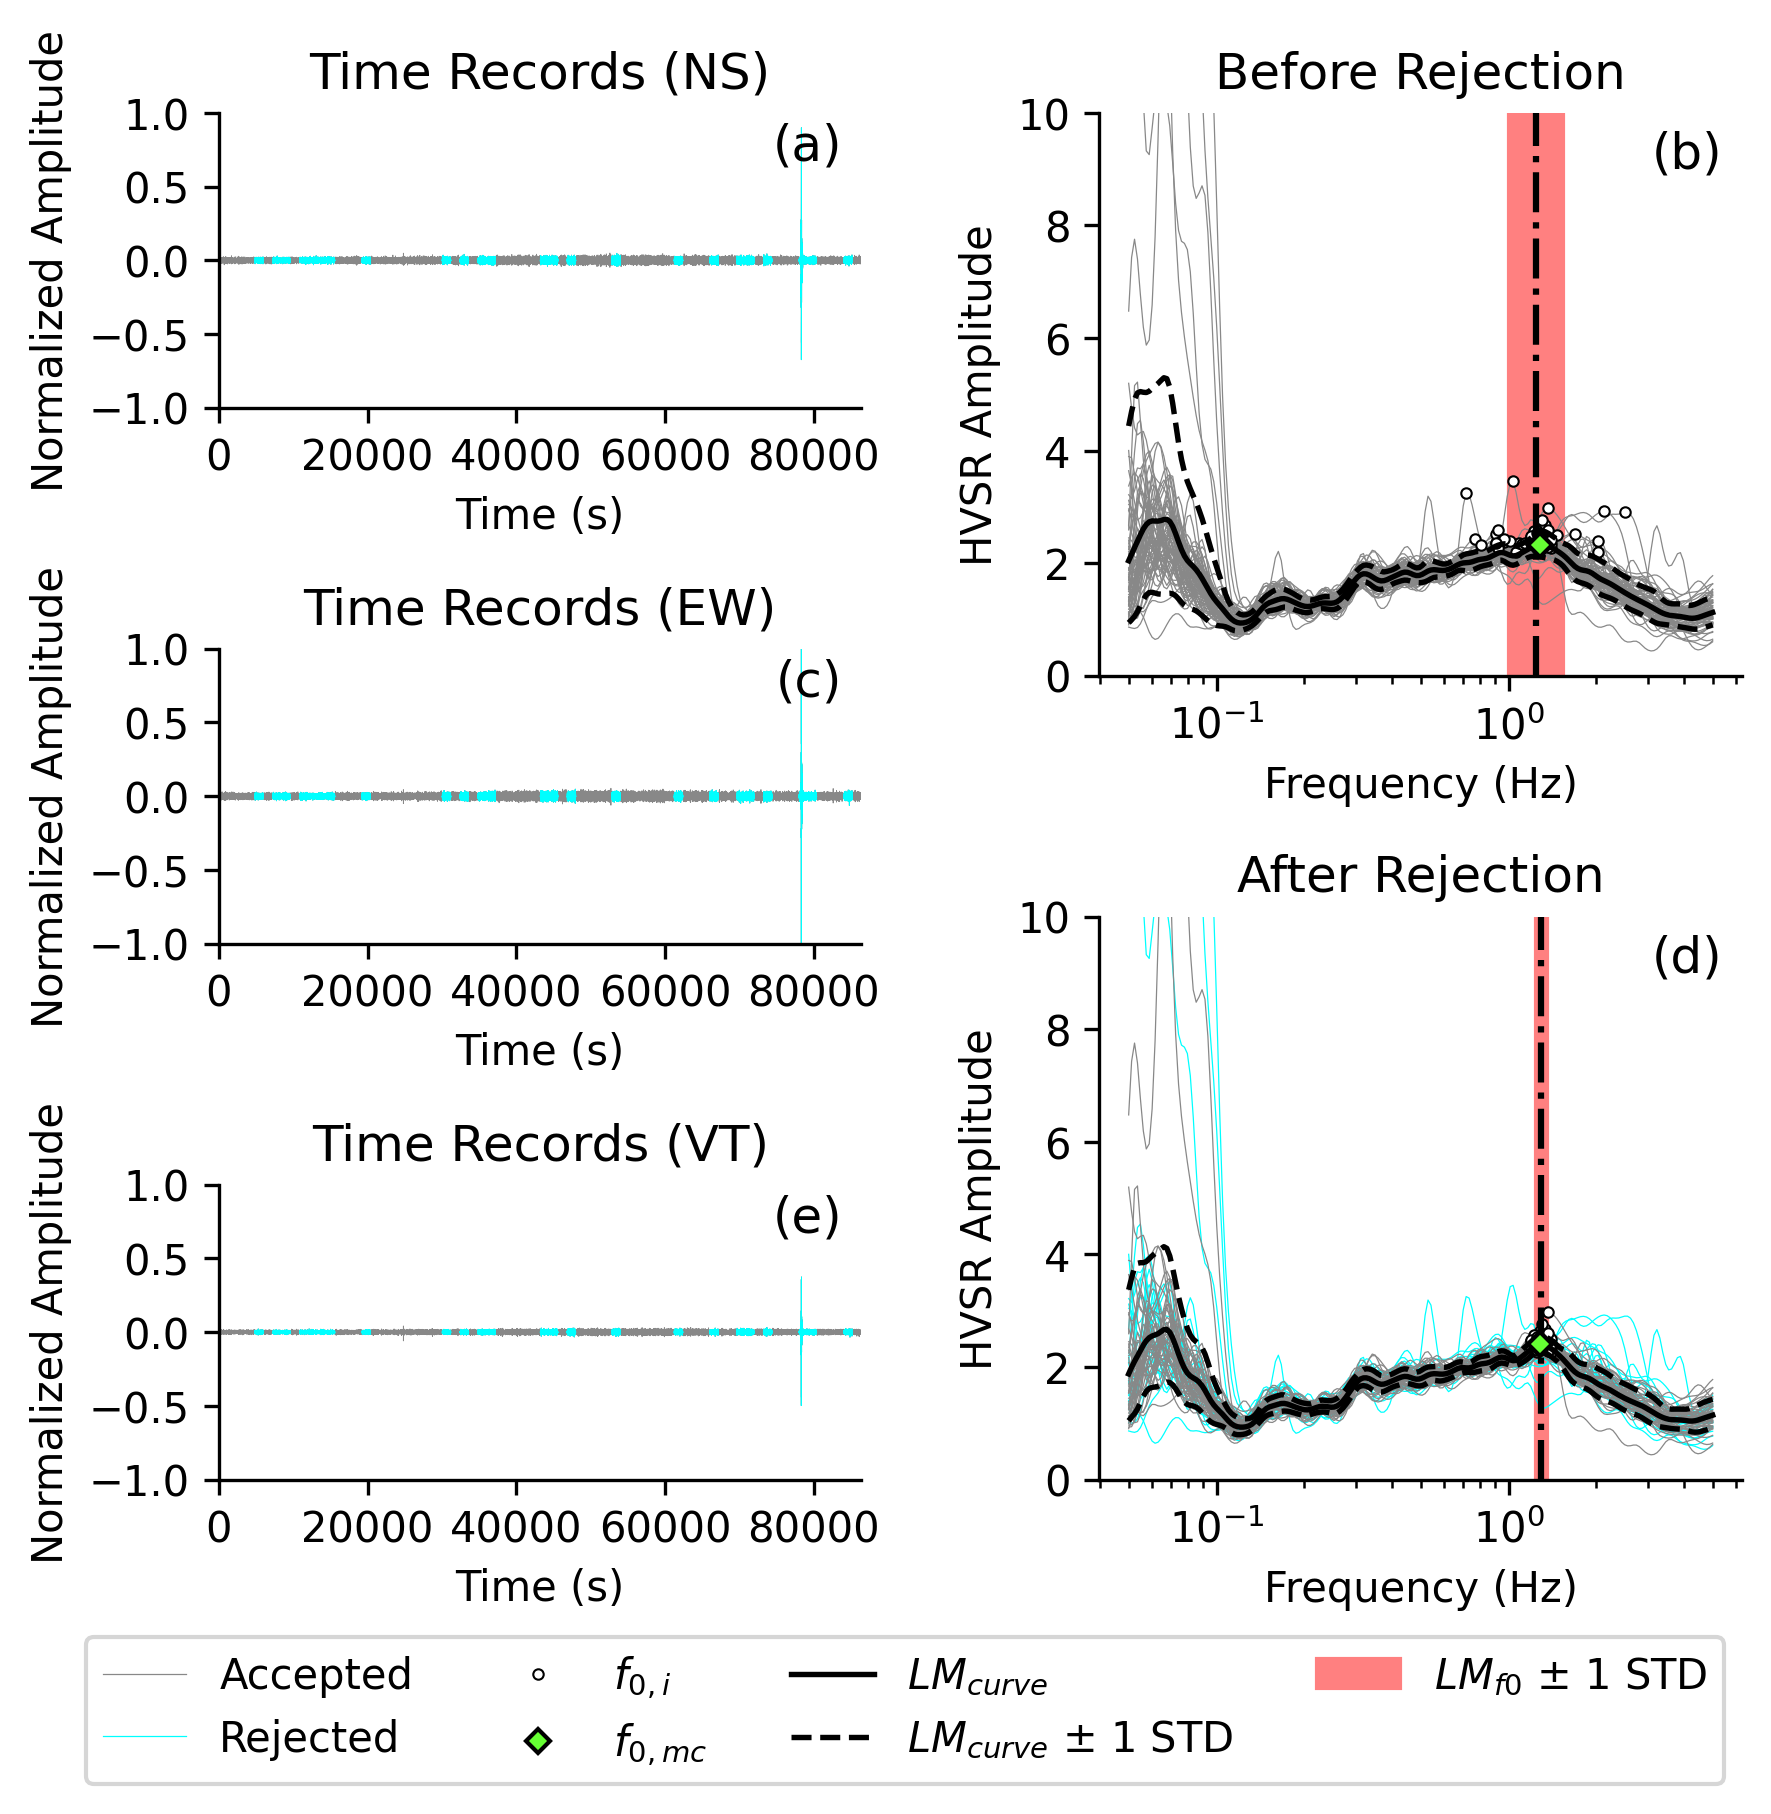 Time Records (NS)
Normalized Amplitude
1.0
0.5
0.0
−0.5
−1.0
(a)
0 20000 40000 60000 80000
Time (s)
Before Rejection
HVSR Amplitude
10
8
6
4
2
0
(b)
10⁻¹ 10⁰
Frequency (Hz)
Time Records (EW)
Normalized Amplitude
1.0
0.5
0.0
−0.5
−1.0
(c)
0 20000 40000 60000 80000
Time (s)
After Rejection
HVSR Amplitude
10
8
6
4
2
0
(d)
10⁻¹ 10⁰
Frequency (Hz)
Time Records (VT)
Normalized Amplitude
1.0
0.5
0.0
−0.5
−1.0
(e)
0 20000 40000 60000 80000
Time (s)
Accepted
Rejected
f0,i
f0,mc
LMcurve
LMcurve ± 1 STD
LMf0 ± 1 STD